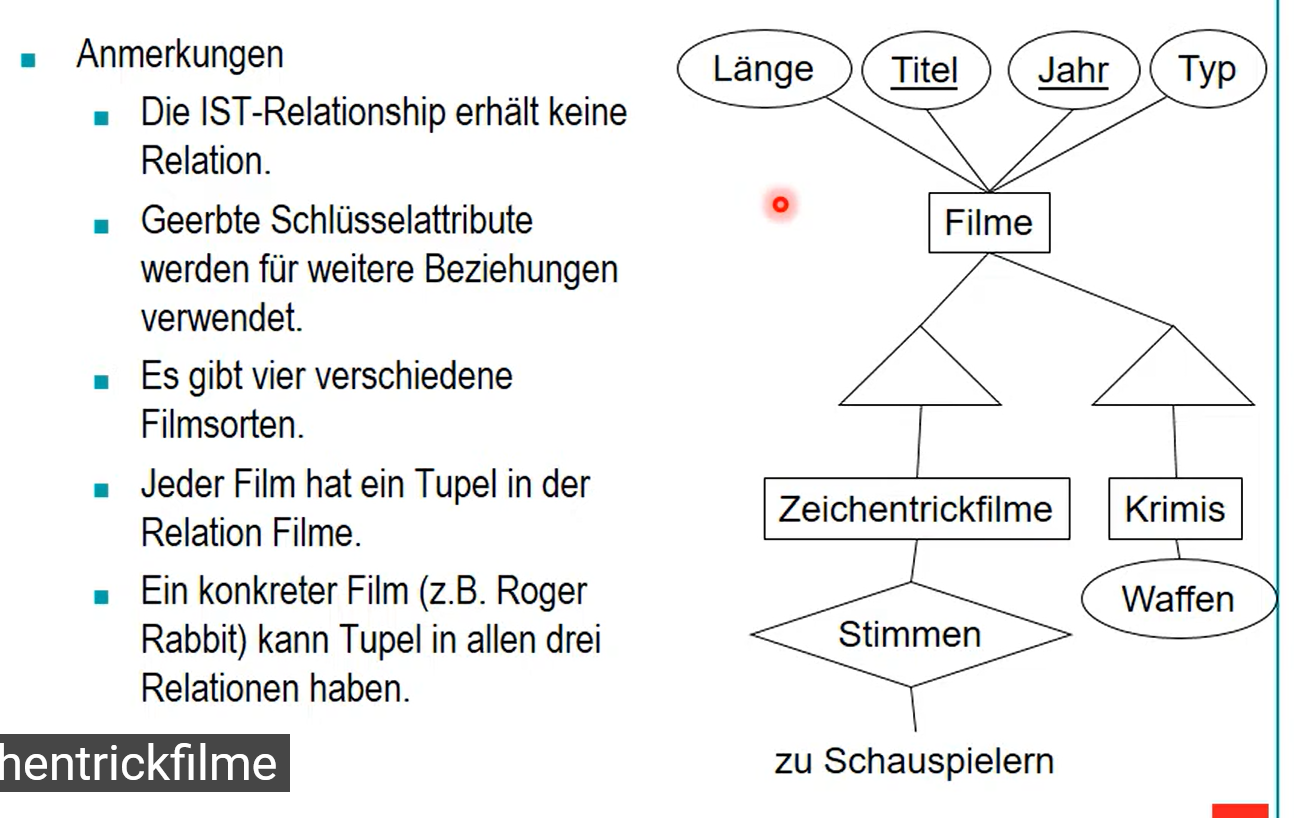 Anmerkungen
Die IST-Relationship erhält keine
Relation.
Geerbte Schlüsselattribute
werden für weitere Beziehungen
verwendet.
Es gibt vier verschiedene
Filmsorten.
Jeder Film hat ein Tupel in der
Relation Filme.
Ein konkreter Film (z.B. Roger
Rabbit) kann Tupel in allen drei
Relationen haben.
hentrickfilme
Länge Titel Jahr Typ
Filme
Zeichentrickfilme Krimis
Waffen
Stimmen
zu Schauspielern